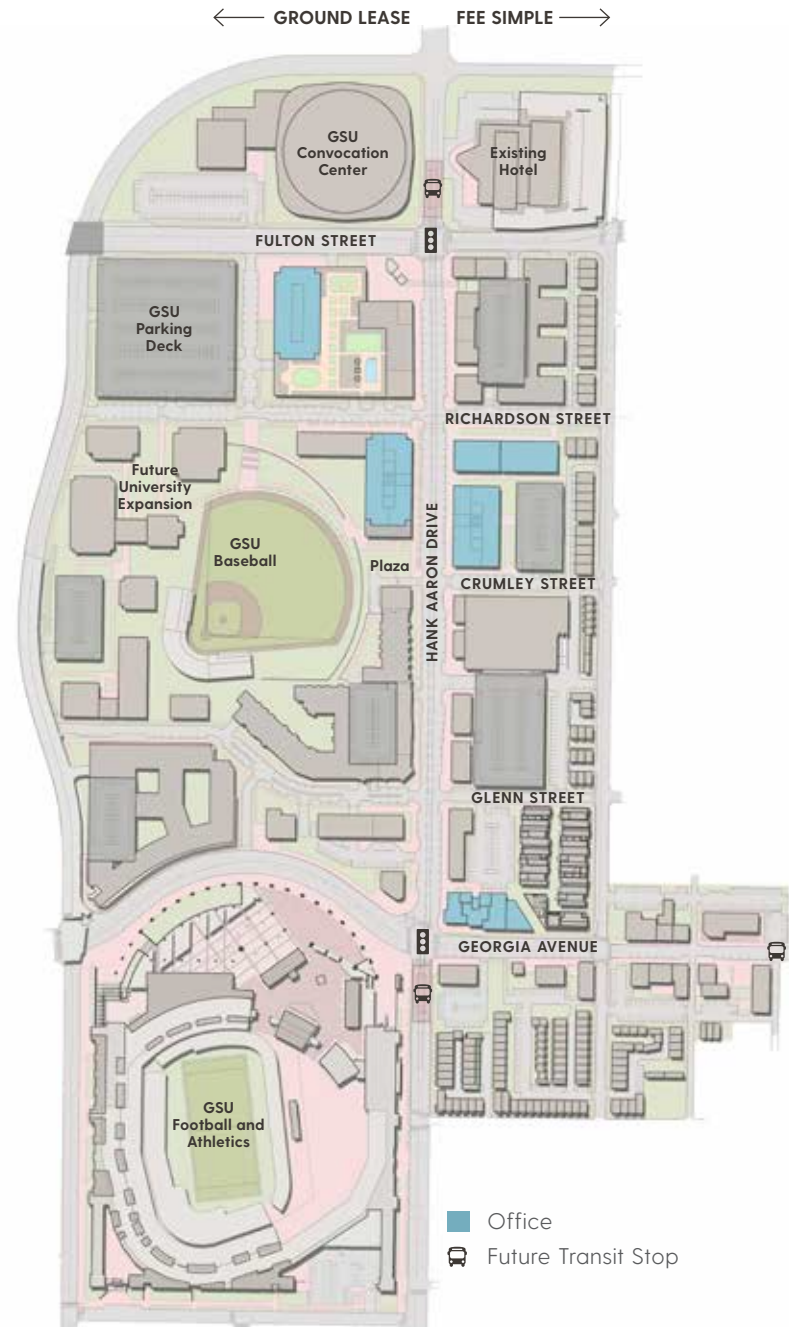 GROUND LEASE
FEE SIMPLE
GSU
Convocation
Center
Existing
Hotel
FULTON STREET
GSU
Parking
Deck
RICHARDSON STREET
Future
University
Expansion
GSU
Baseball
Plaza
HANK AARON DRIVE
CRUMLEY STREET
GLENN STREET
GEORGIA AVENUE
GSU
Football and
Athletics
Office
Future Transit Stop